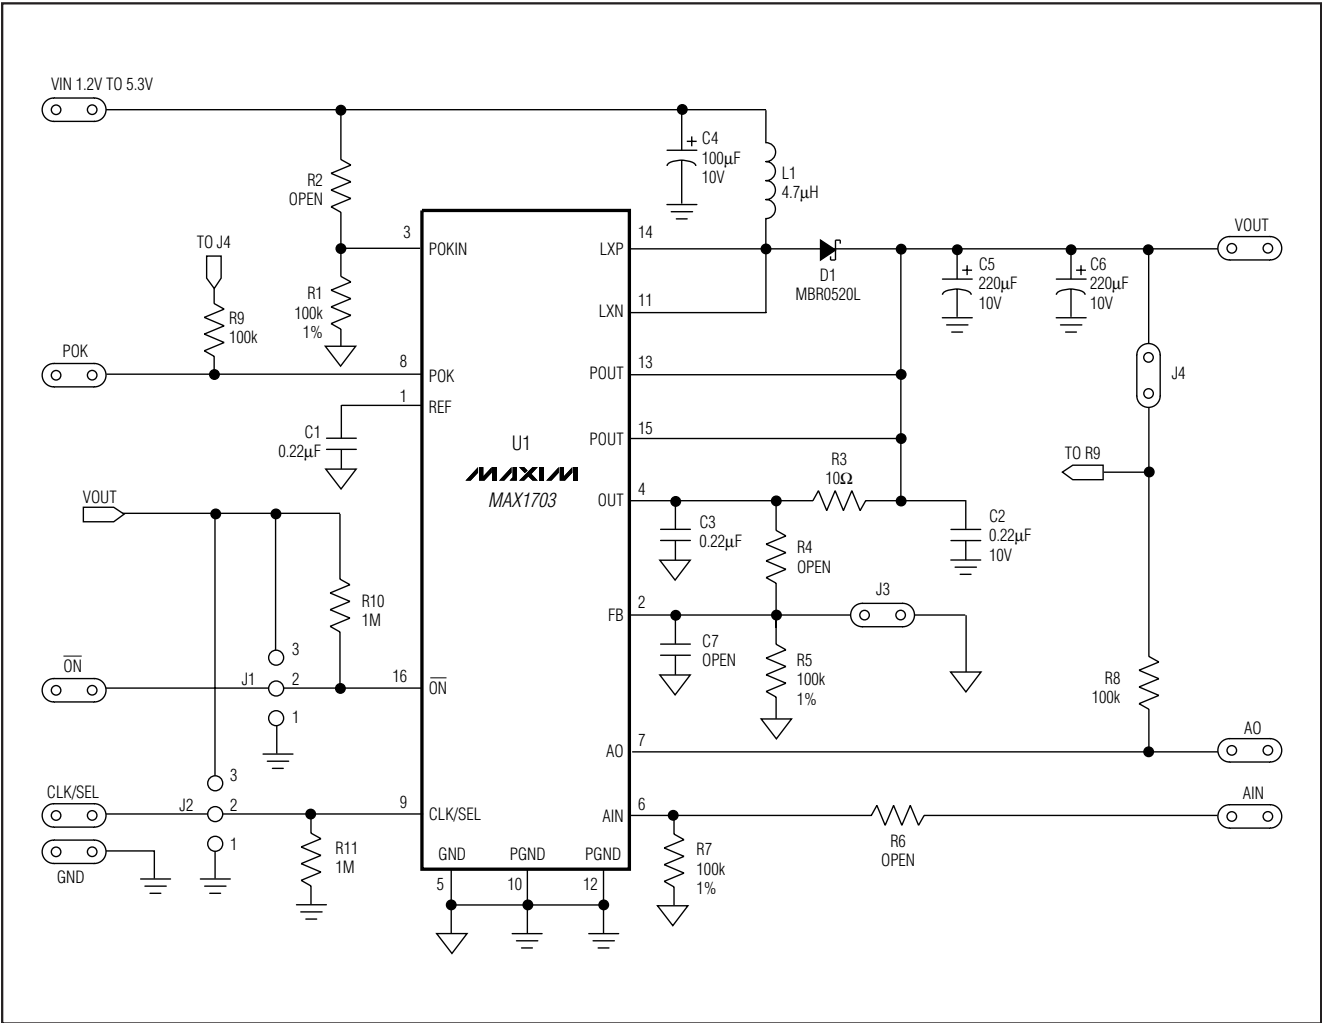 VIN 1.2V TO 5.3V
C4
100µF
10V
+
L1
4.7µH
R2
OPEN
3
POKIN
TO J4
R9
100k
R1
100k
1%
POK
8
POK
1
REF
C1
0.22µF
U1
MAXIM
MAX1703
14
LXP
11
LXN
D1
MBR0520L
+
C5
220µF
10V
+
C6
220µF
10V
VOUT
13
POUT
15
POUT
J4
TO R9
4
OUT
R3
10Ω
C3
0.22µF
R4
OPEN
C2
0.22µF
10V
2
FB
J3
C7
OPEN
R5
100k
1%
R8
100k
7
AO
AO
6
AIN
AIN
R6
OPEN
R7
100k
1%
VOUT
R10
1M
ON
J1
3
2
1
16
ON
CLK/SEL
J2
3
2
1
9
CLK/SEL
R11
1M
GND
GND
PGND
PGND
5
10
12